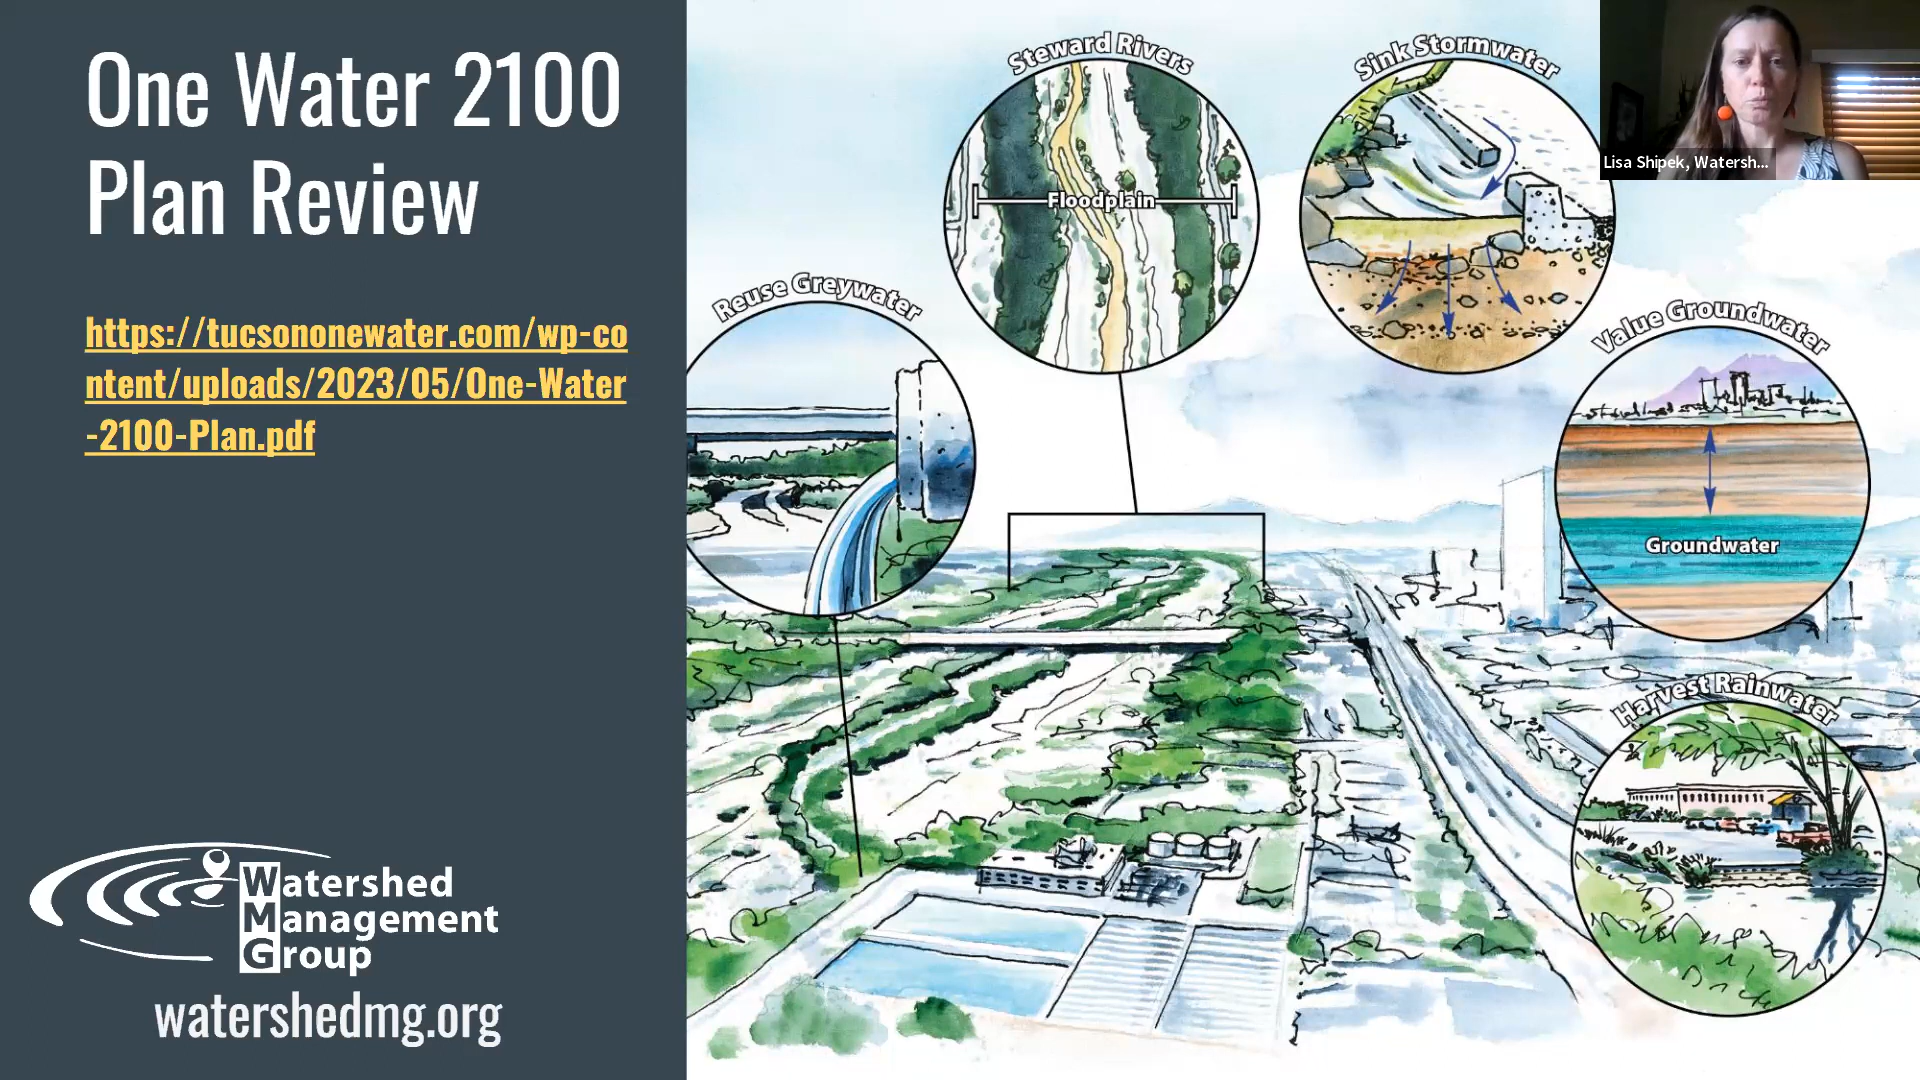 One Water 2100
Plan Review
https://tucsononewater.com/wp-co
ntent/uploads/2023/05/One-Water
-2100-Plan.pdf
Watershed
Management
Group
watershedmg.org
Reuse Greywater
Steward Rivers
Floodplain
Sink Stormwater
Lisa Shipek, Watersh...
Value Groundwater
Groundwater
Harvest Rainwater